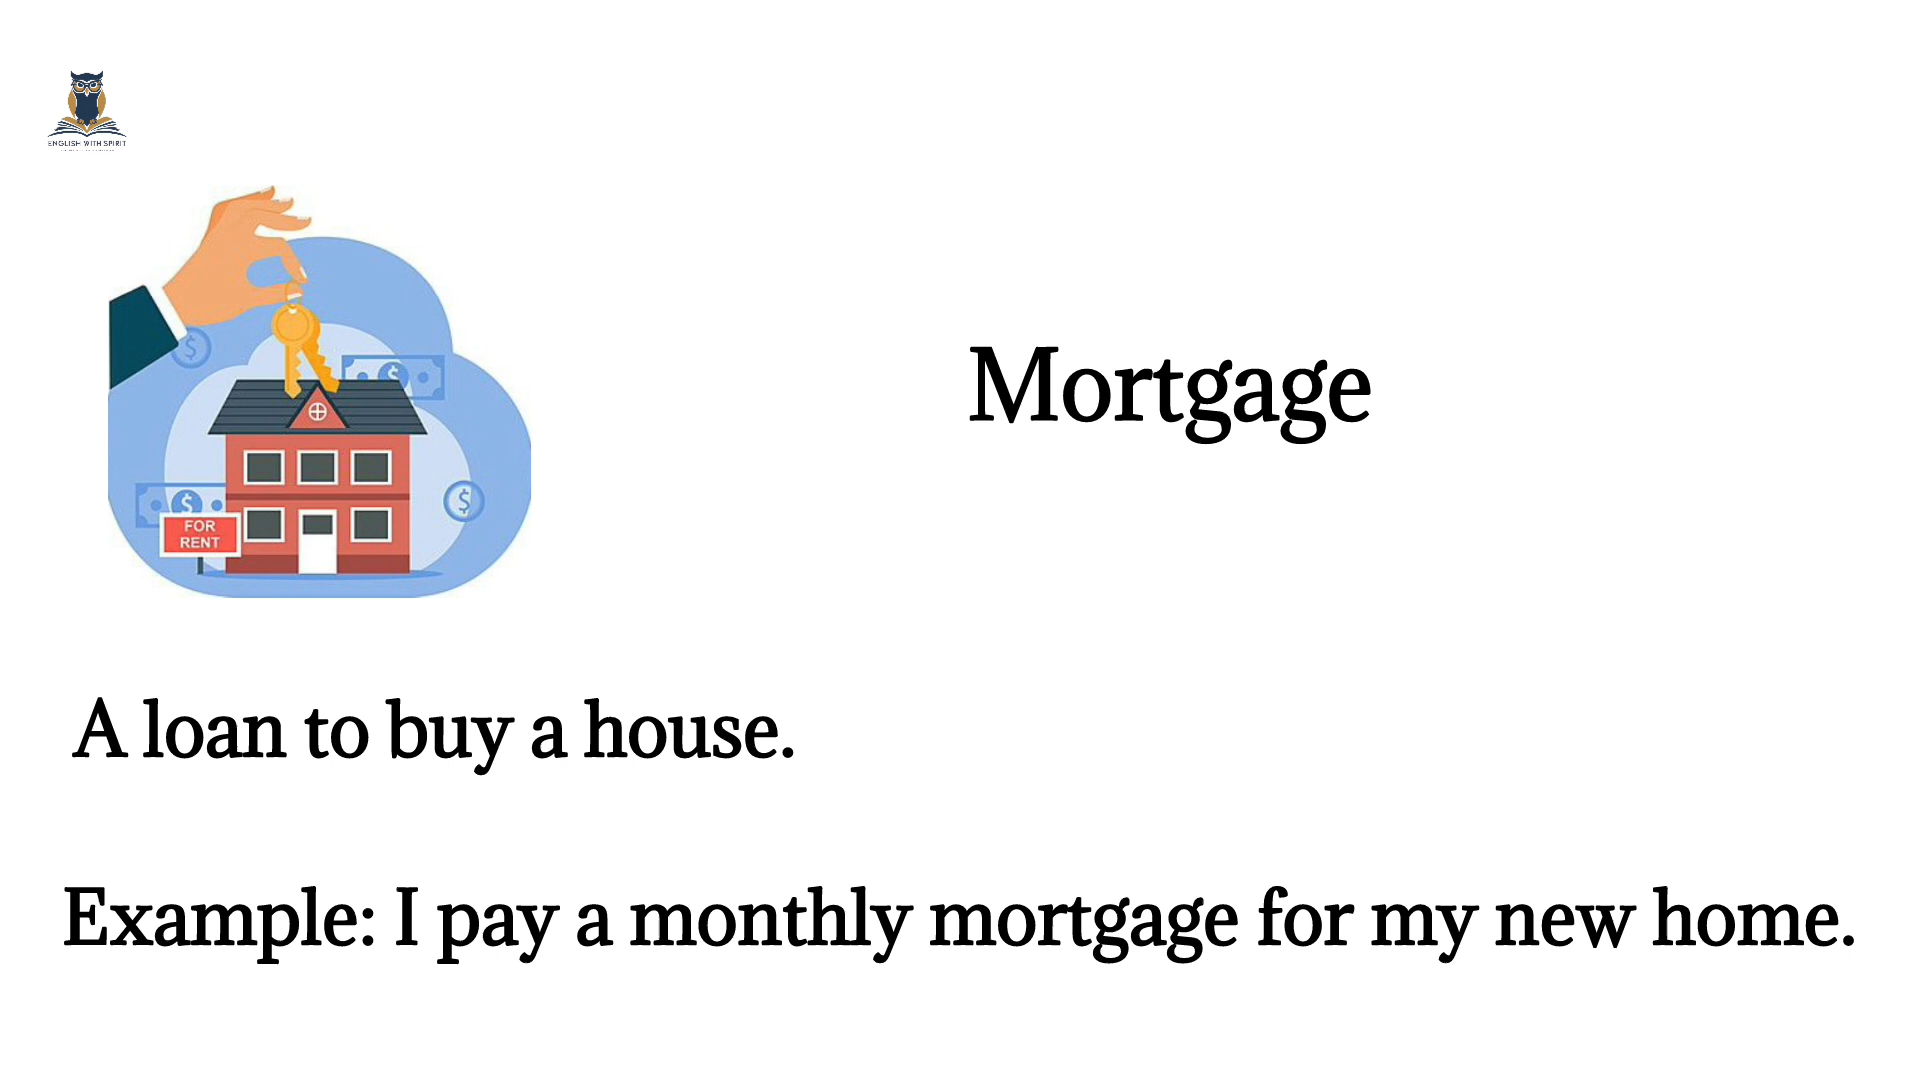 ENGLISH WITH SPIRIT
Mortgage
FOR
RENT
A loan to buy a house.
Example: I pay a monthly mortgage for my new home.